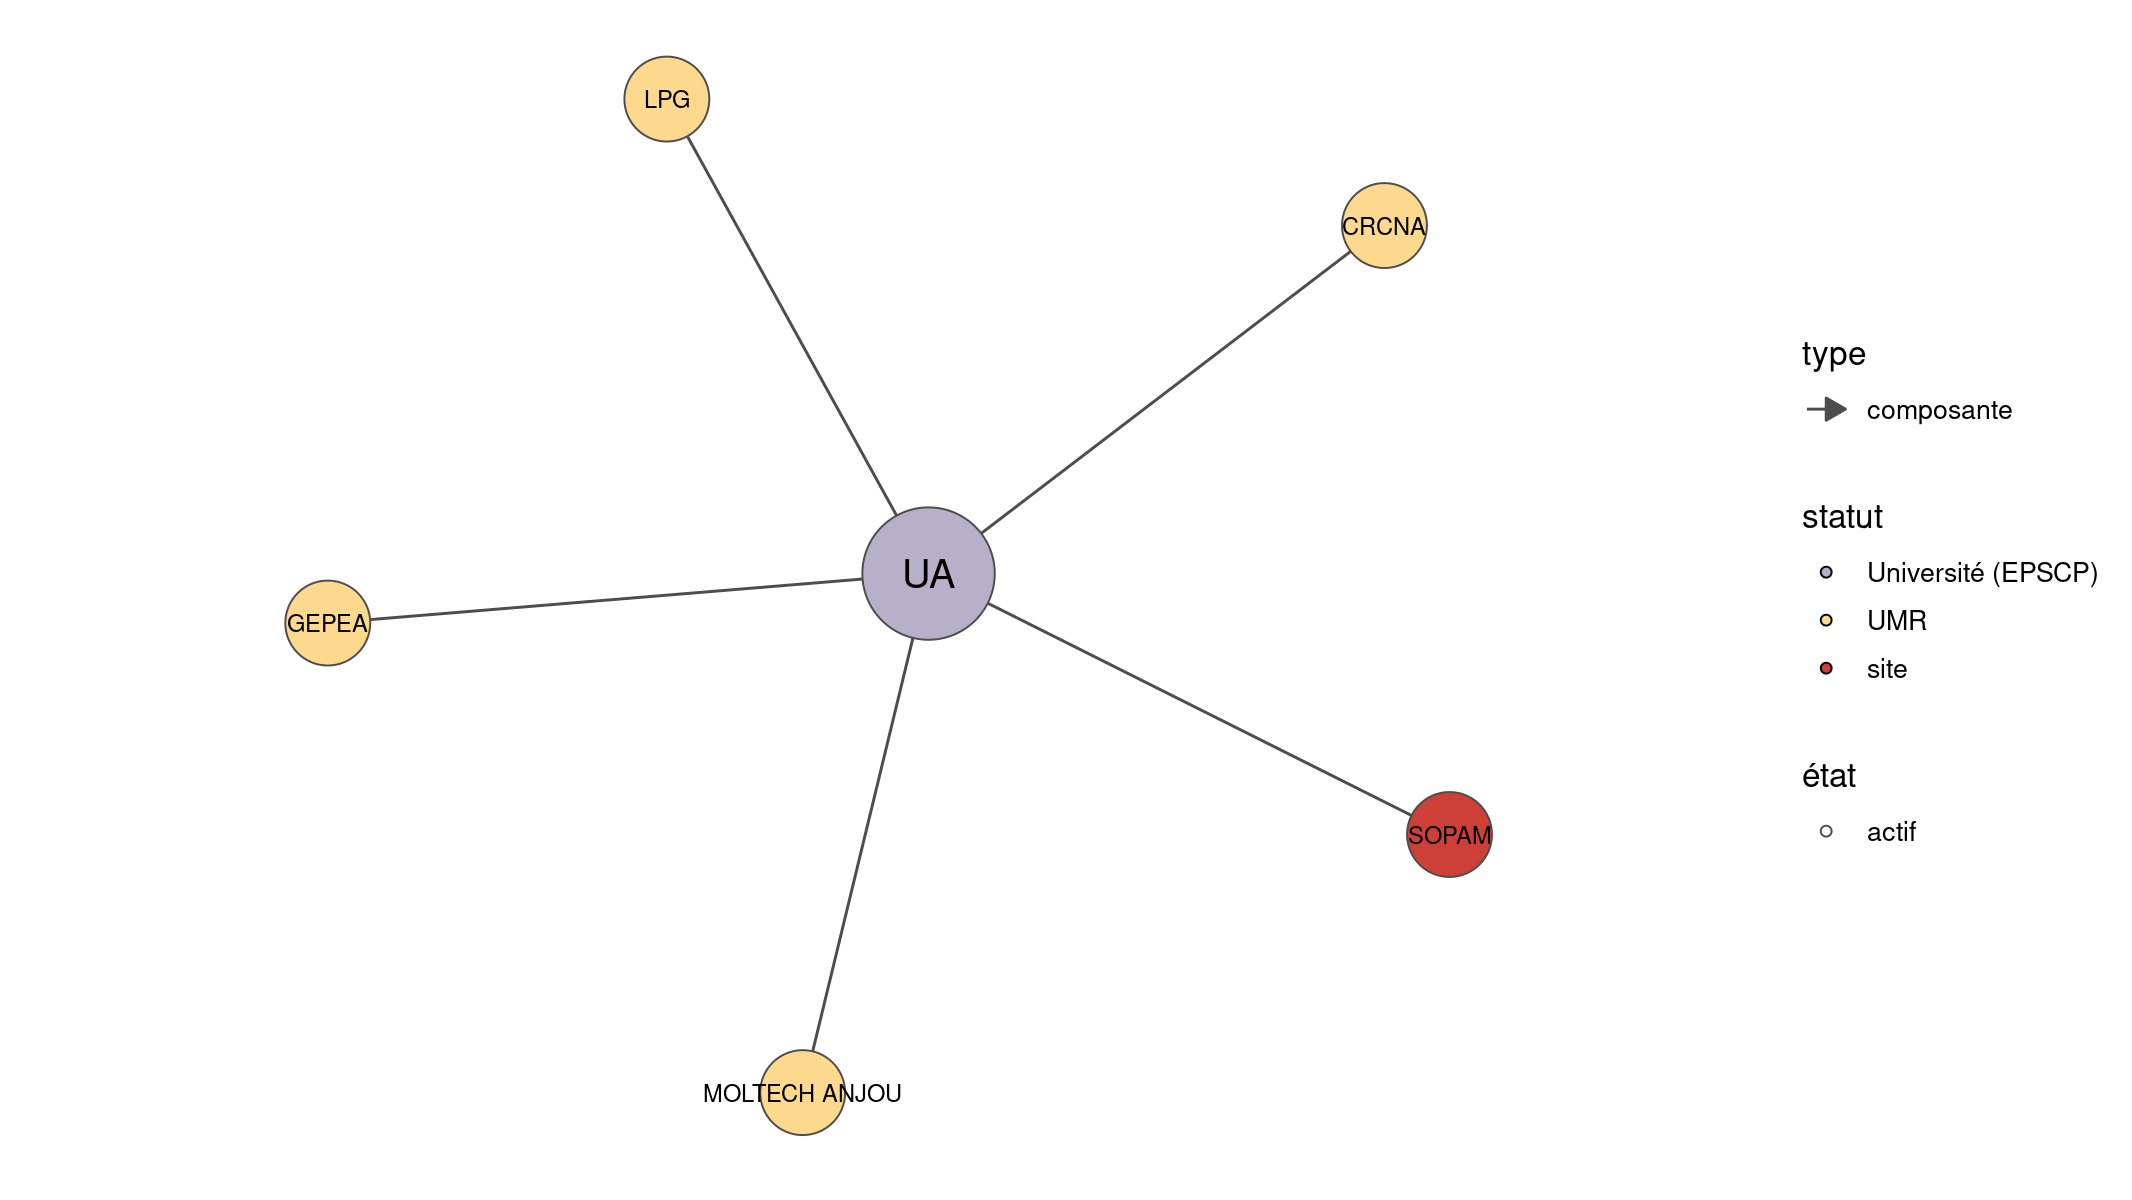 LPG
CRCNA
UA
GEPEA
SOPAM
MOLTECH ANJOU
type
composante
statut
Université (EPSCP)
UMR
site
état
actif